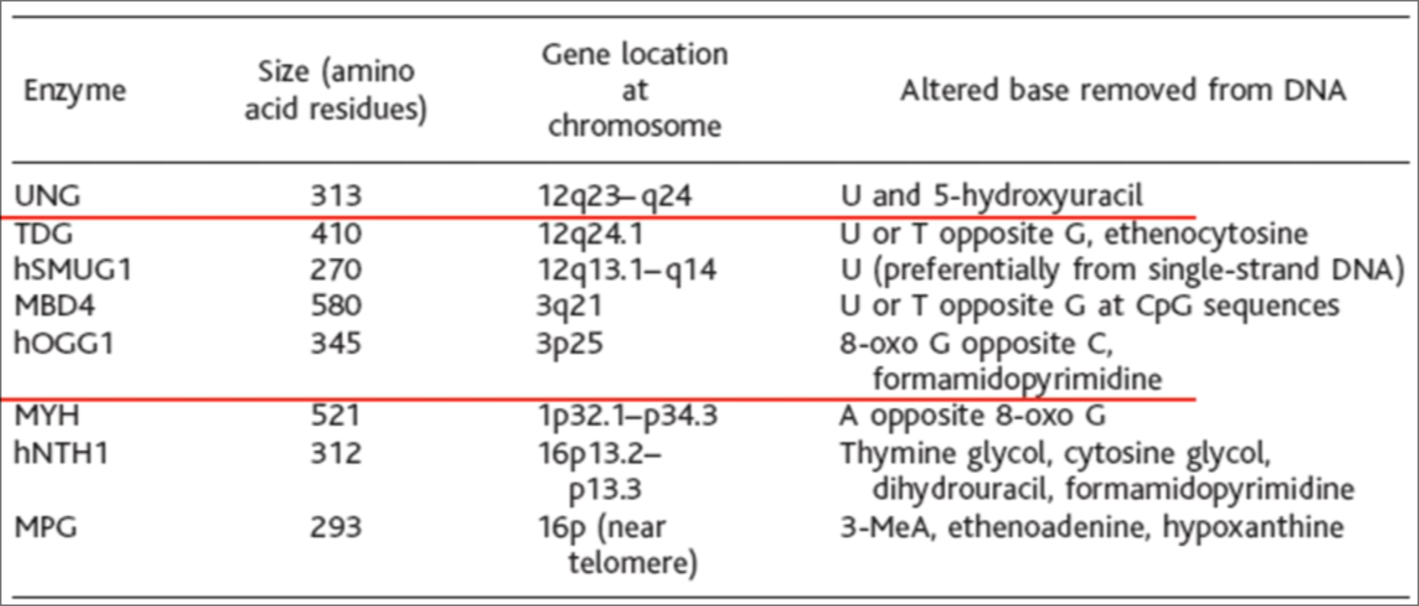 Enzyme Size (amino acid residues) Gene location at chromosome Altered base removed from DNA
UNG 313 12q23–q24 U and 5-hydroxyuracil
TDG 410 12q24.1 U or T opposite G, ethenocytosine
hSMUG1 270 12q13.1–q14 U (preferentially from single-strand DNA)
MBD4 580 3q21 U or T opposite G at CpG sequences
hOGG1 345 3p25 8-oxo G opposite C,
formamidopyrimidine
MYH 521 1p32.1–p34.3 A opposite 8-oxo G
hNTH1 312 16p13.2– Thymine glycol, cytosine glycol,
p13.3 dihydrouracil, formamidopyrimidine
MPG 293 16p (near 3-MeA, ethenoadenine, hypoxanthine
telomere)